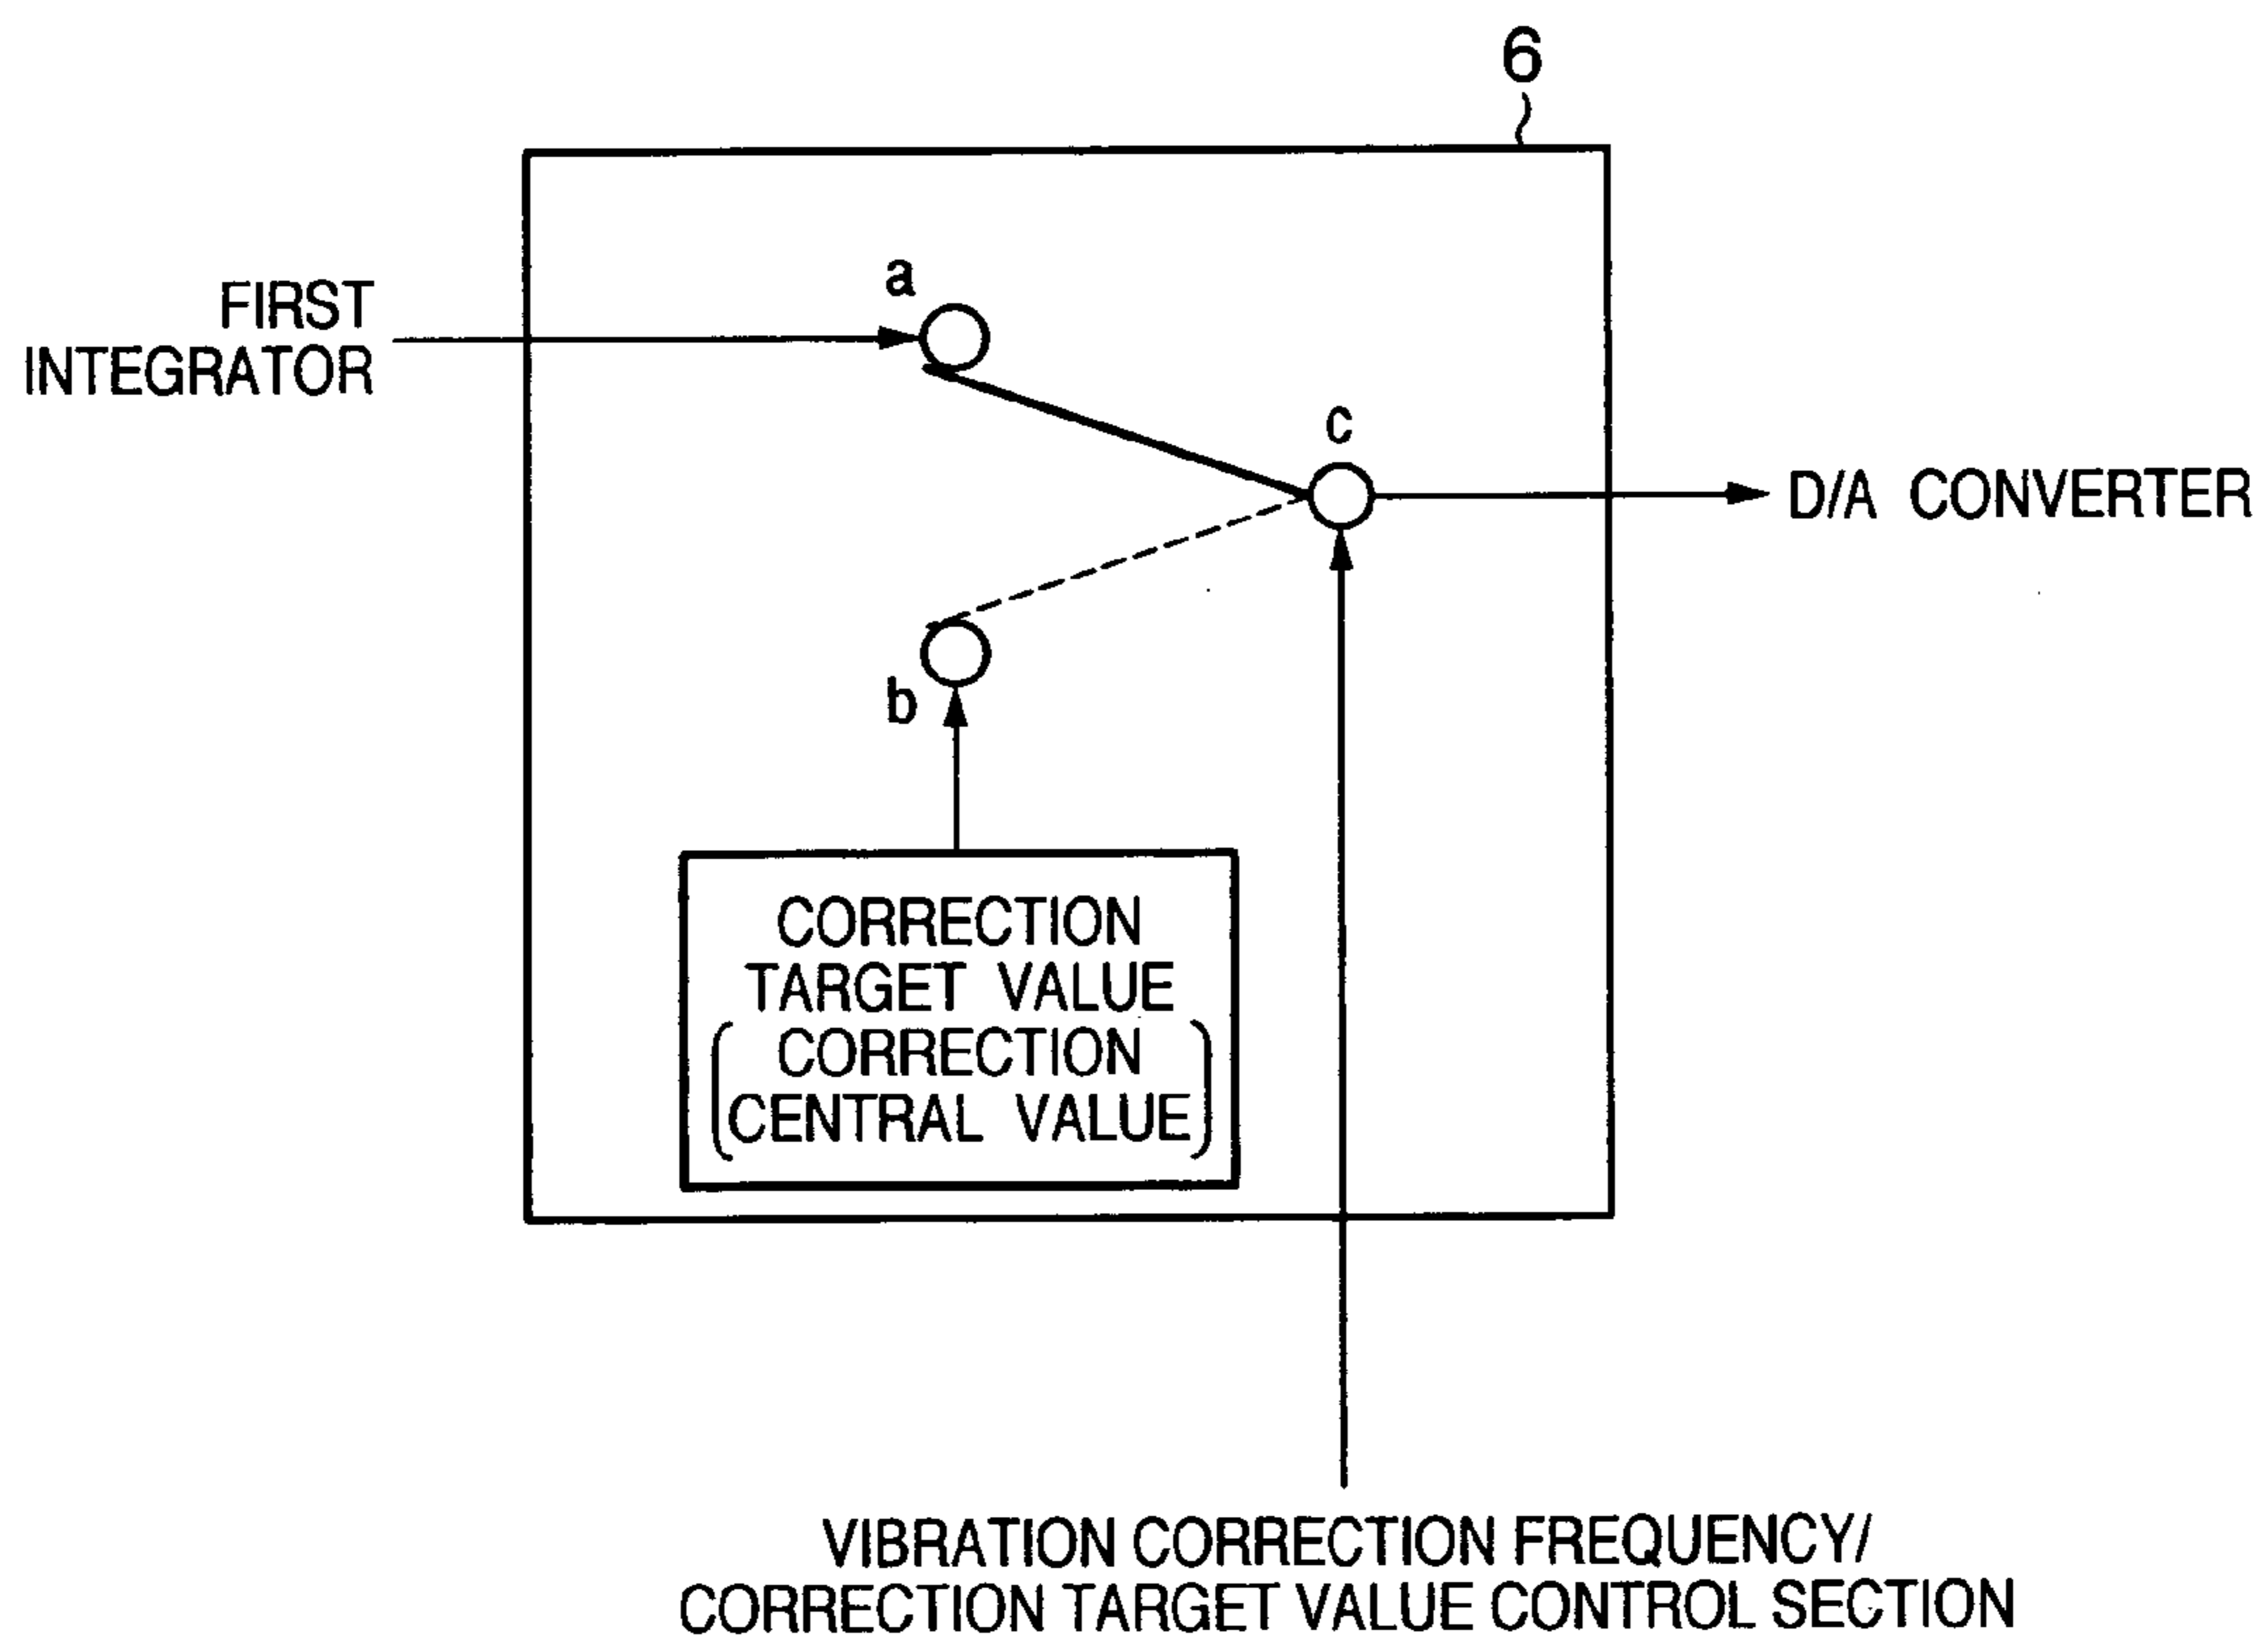 6
a
FIRST
INTEGRATOR
c
D/A CONVERTER
b
CORRECTION
TARGET VALUE
(CORRECTION
CENTRAL VALUE)
VIBRATION CORRECTION FREQUENCY/
CORRECTION TARGET VALUE CONTROL SECTION